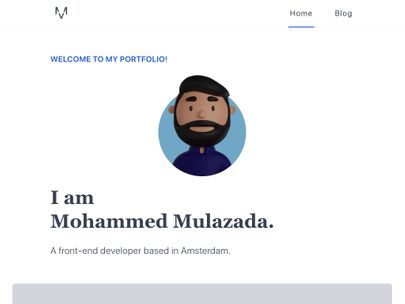 Home Blog
WELCOME TO MY PORTFOLIO!
I am
Mohammed Mulazada.
A front-end developer based in Amsterdam.